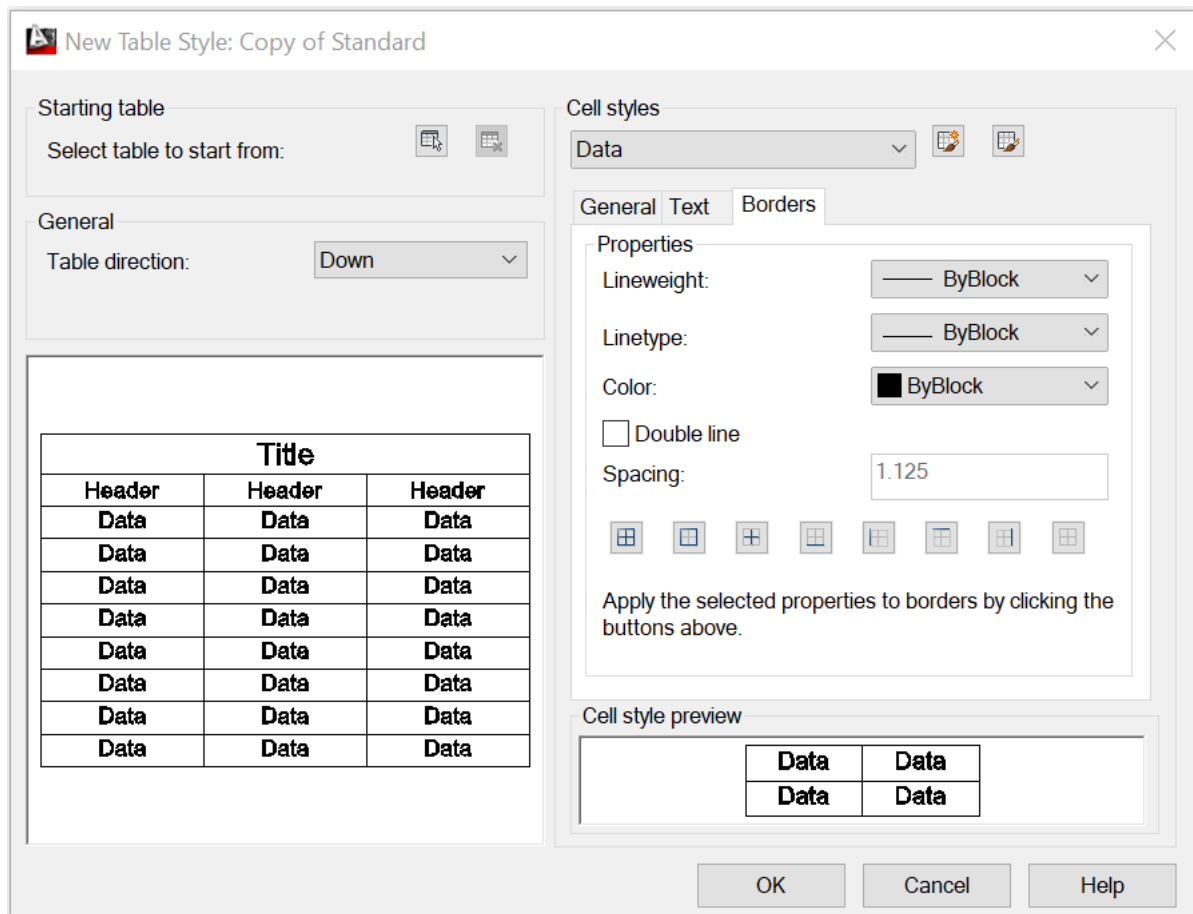 New Table Style: Copy of Standard
Starting table
Select table to start from:
General
Table direction:
Down
Title
Header Header Header
Data Data Data
Data Data Data
Data Data Data
Data Data Data
Data Data Data
Data Data Data
Data Data Data
Data Data Data
Cell styles
Data
General Text Borders
Properties
Lineweight: ByBlock
Linetype: ByBlock
Color: ByBlock
Double line
Spacing: 1.125
Apply the selected properties to borders by clicking the
buttons above.
Cell style preview
Data Data
Data Data
OK Cancel Help